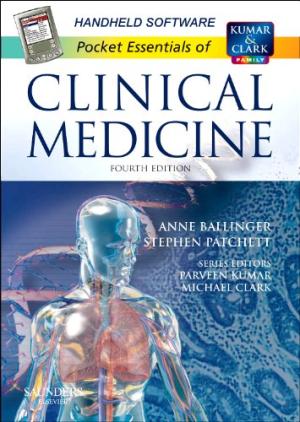 HANDHELD SOFTWARE
Pocket Essentials of
KUMAR
&
CLARK
FAMILY
CLINICAL
MEDICINE
FOURTH EDITION
ANNE BALLINGER
STEPHEN PATCHETT
SERIES EDITORS
PARVEEN KUMAR
MICHAEL CLARK
SAUNDERS
ELSEVIER